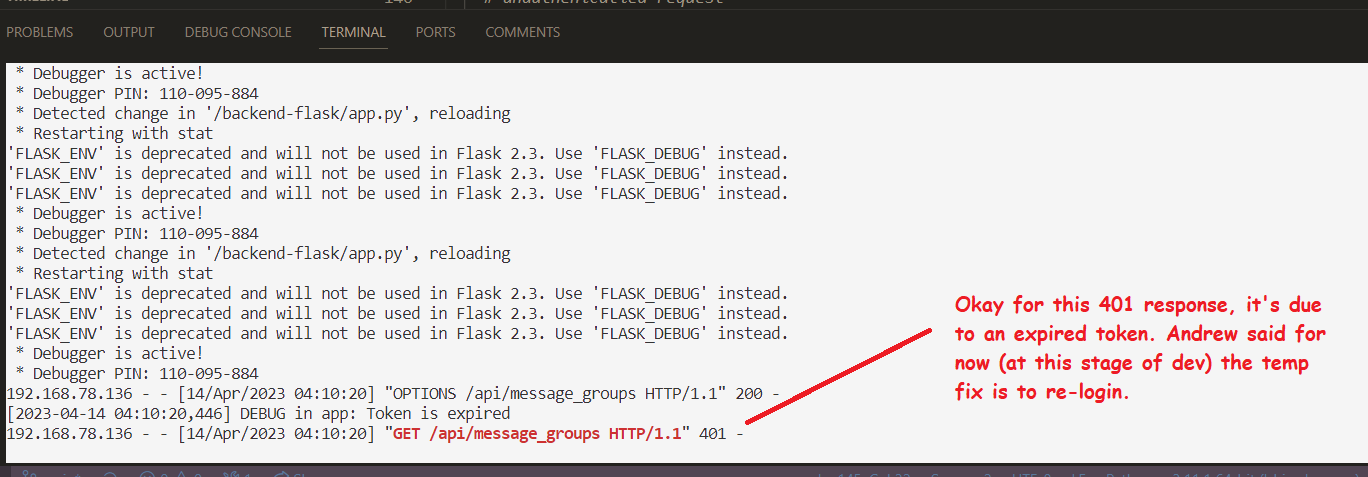 # unauthenticatied request
PROBLEMS OUTPUT DEBUG CONSOLE TERMINAL PORTS COMMENTS
* Debugger is active!
* Debugger PIN: 110-095-884
* Detected change in '/backend-flask/app.py', reloading
* Restarting with stat
'FLASK_ENV' is deprecated and will not be used in Flask 2.3. Use 'FLASK_DEBUG' instead.
'FLASK_ENV' is deprecated and will not be used in Flask 2.3. Use 'FLASK_DEBUG' instead.
'FLASK_ENV' is deprecated and will not be used in Flask 2.3. Use 'FLASK_DEBUG' instead.
* Debugger is active!
* Debugger PIN: 110-095-884
* Detected change in '/backend-flask/app.py', reloading
* Restarting with stat
'FLASK_ENV' is deprecated and will not be used in Flask 2.3. Use 'FLASK_DEBUG' instead.
'FLASK_ENV' is deprecated and will not be used in Flask 2.3. Use 'FLASK_DEBUG' instead.
'FLASK_ENV' is deprecated and will not be used in Flask 2.3. Use 'FLASK_DEBUG' instead.
* Debugger is active!
* Debugger PIN: 110-095-884
192.168.78.136 - - [14/Apr/2023 04:10:20] "OPTIONS /api/message_groups HTTP/1.1" 200 -
[2023-04-14 04:10:20,446] DEBUG in app: Token is expired
192.168.78.136 - - [14/Apr/2023 04:10:20] "GET /api/message_groups HTTP/1.1" 401 -
Okay for this 401 response, it's due
to an expired token. Andrew said for
now (at this stage of dev) the temp
fix is to re-login.